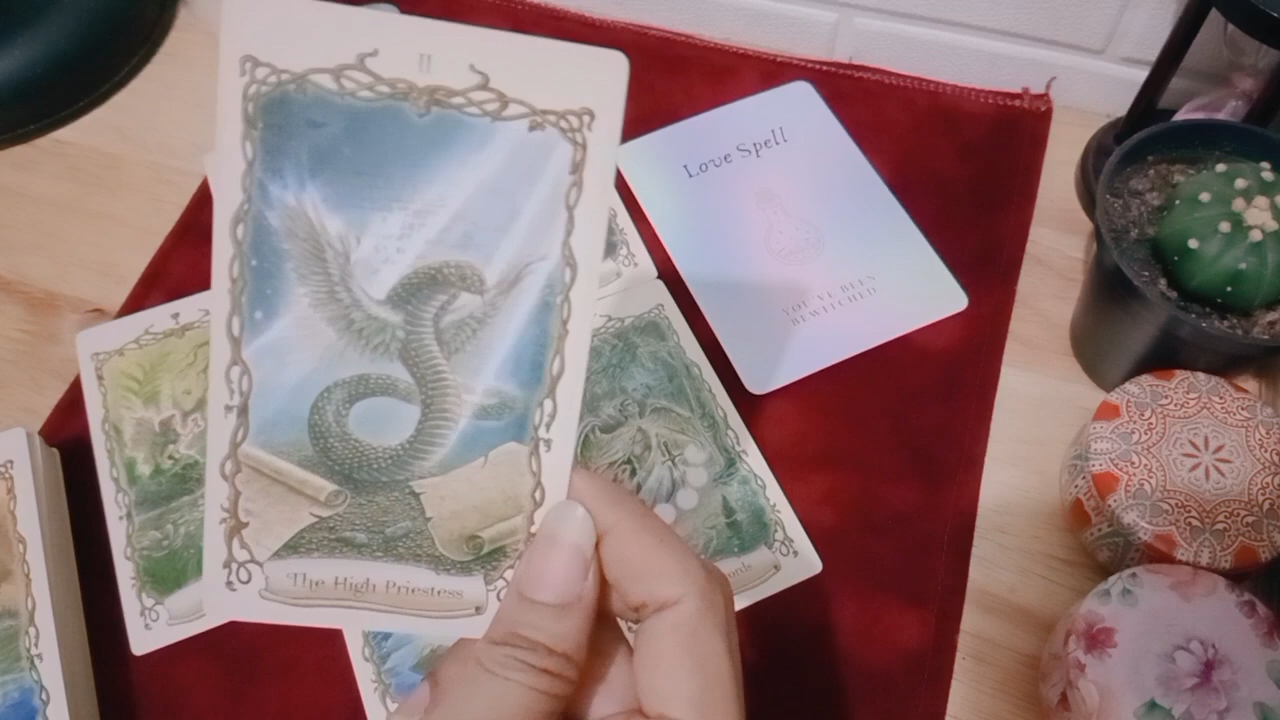 II
The High Priestess
Love Spell
YOU'VE BEEN
BEWITCHED